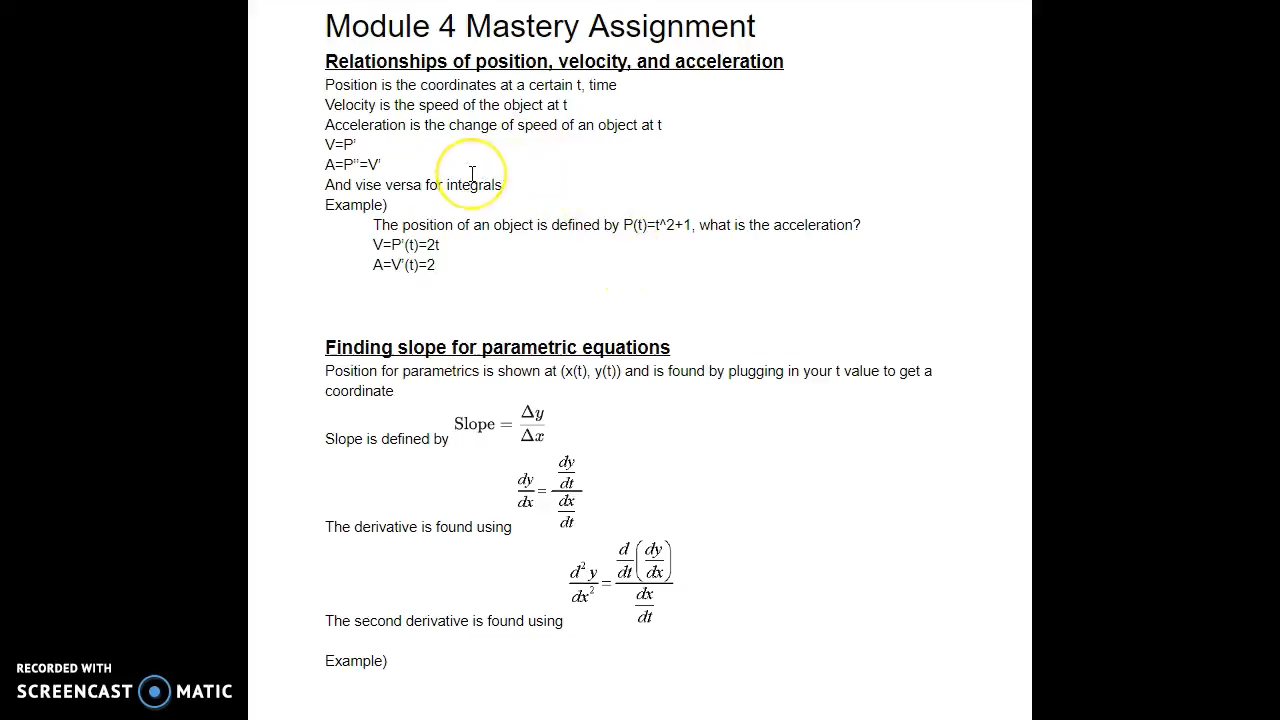 Module 4 Mastery Assignment
Relationships of position, velocity, and acceleration
Position is the coordinates at a certain t, time
Velocity is the speed of the object at t
Acceleration is the change of speed of an object at t
V=P’
A=P’’=V’
And vise versa for integrals
Example)
The position of an object is defined by P(t)=t^2+1, what is the acceleration?
V=P’(t)=2t
A=V’(t)=2
Finding slope for parametric equations
Position for parametrics is shown at (x(t), y(t)) and is found by plugging in your t value to get a
coordinate
Slope is defined by Slope = Δy/Δx
The derivative is found using dy/dx = (dy/dt)/(dx/dt)
The second derivative is found using d²y/dx² = (d/dt(dy/dx))/(dx/dt)
Example)
RECORDED WITH
SCREENCAST MATIC